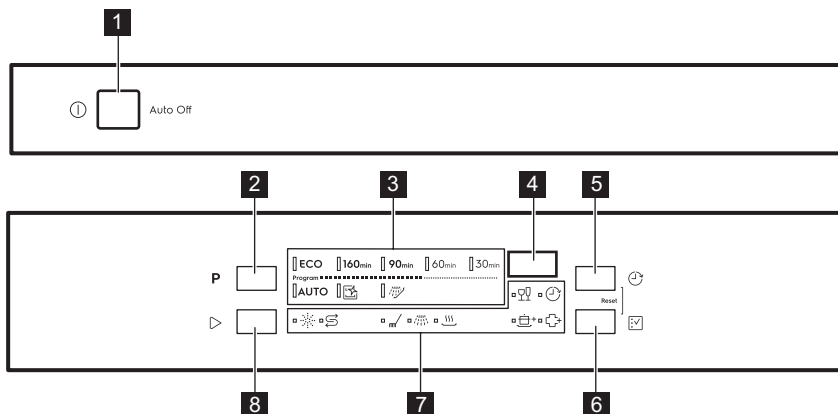 1
Auto Off
2 3 4 5
ECO 160min 90min 60min 30min
P
Program
AUTO
Reset
8 7 6